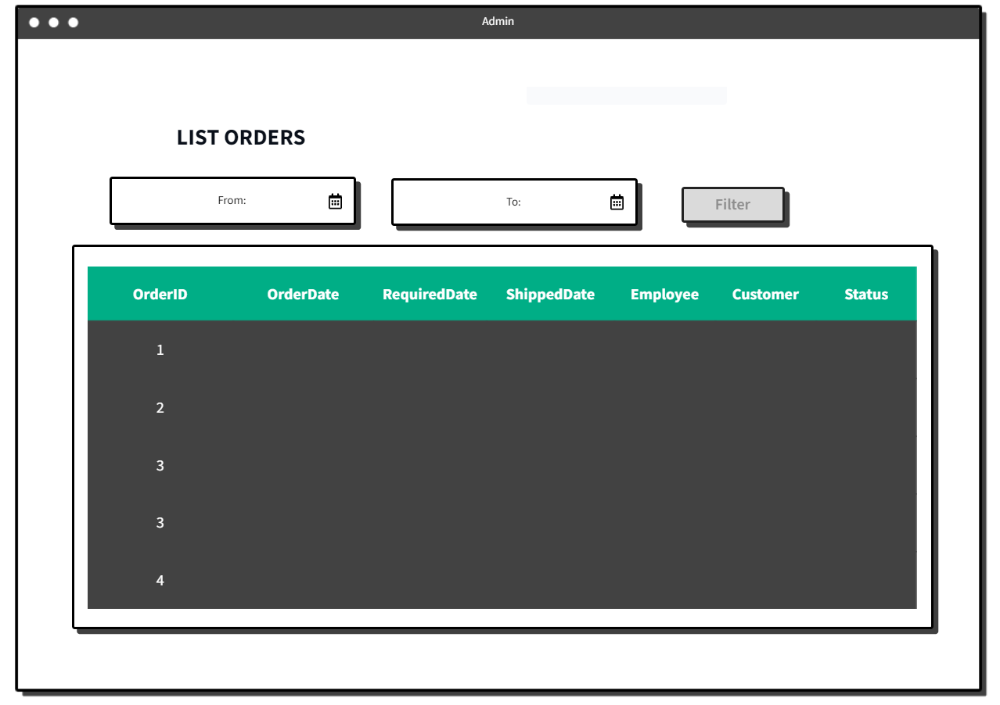 Admin
LIST ORDERS
From: To: Filter
OrderID OrderDate RequiredDate ShippedDate Employee Customer Status
1
2
3
3
4